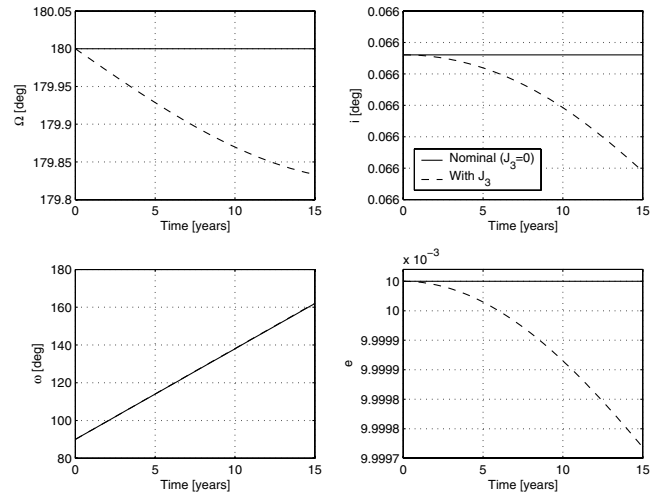 180.05
180
179.95
179.9
179.85
179.8
Ω [deg]
0 5 10 15
Time [years]
0.066
0.066
0.066
0.066
0.066
0.066
0.066
i [deg]
Nominal (J_3=0)
With J_3
0 5 10 15
Time [years]
180
160
140
120
100
80
ω [deg]
0 5 10 15
Time [years]
x 10^-3
10
10
9.9999
9.9999
9.9998
9.9998
9.9997
e
0 5 10 15
Time [years]